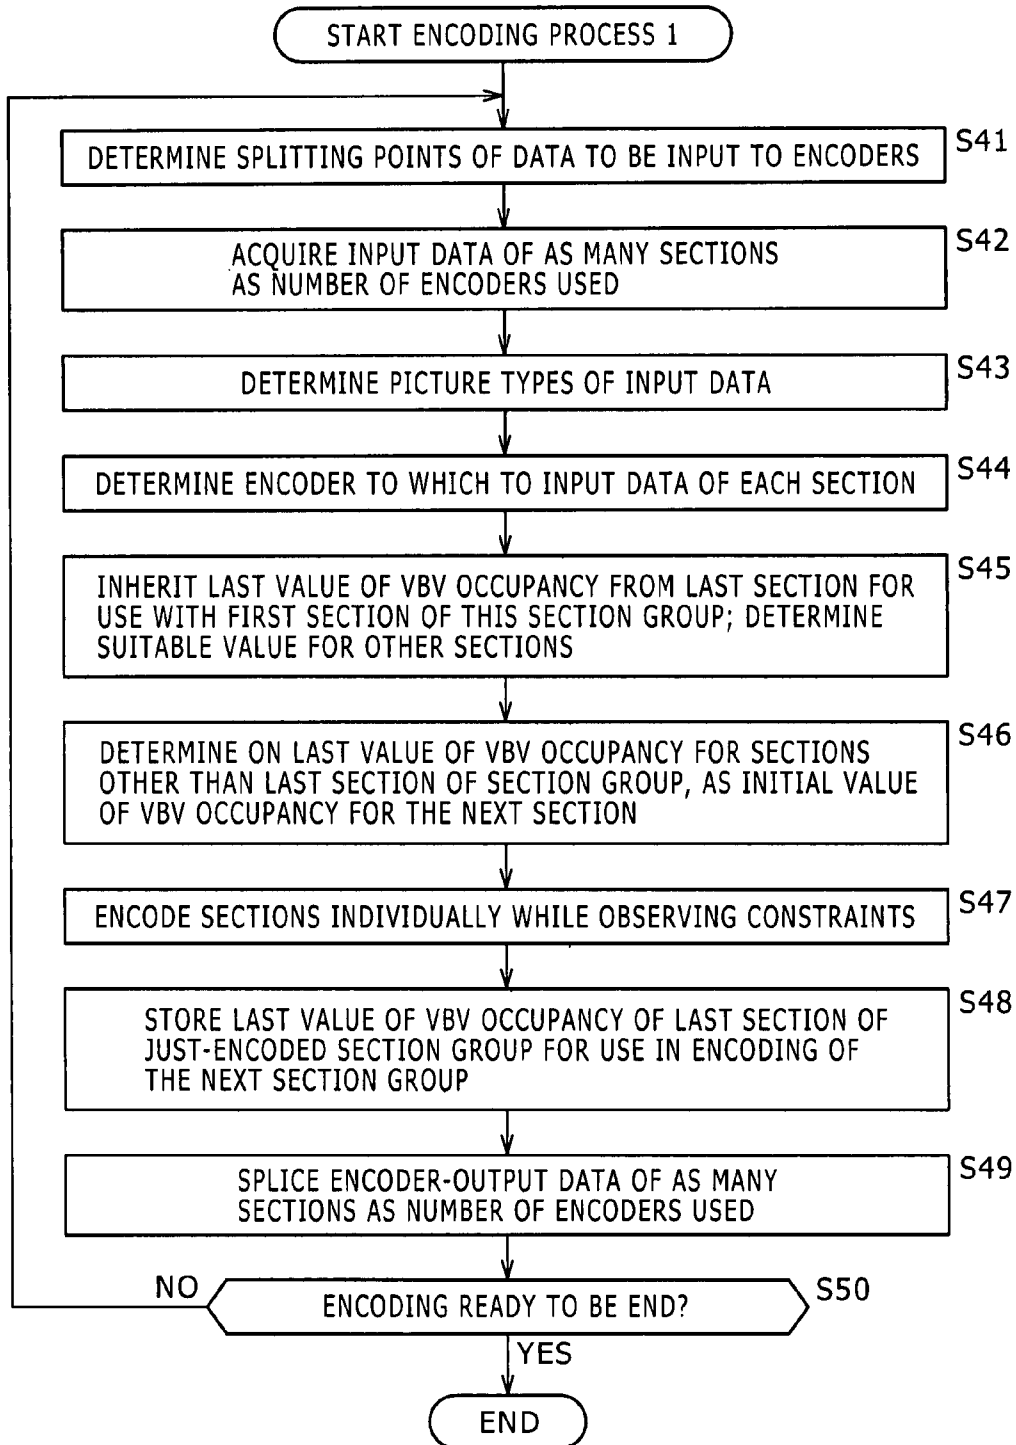 START ENCODING PROCESS 1
DETERMINE SPLITTING POINTS OF DATA TO BE INPUT TO ENCODERS
S41
ACQUIRE INPUT DATA OF AS MANY SECTIONS
AS NUMBER OF ENCODERS USED
S42
DETERMINE PICTURE TYPES OF INPUT DATA
S43
DETERMINE ENCODER TO WHICH TO INPUT DATA OF EACH SECTION
S44
INHERIT LAST VALUE OF VBV OCCUPANCY FROM LAST SECTION FOR
USE WITH FIRST SECTION OF THIS SECTION GROUP; DETERMINE
SUITABLE VALUE FOR OTHER SECTIONS
S45
DETERMINE ON LAST VALUE OF VBV OCCUPANCY FOR SECTIONS
OTHER THAN LAST SECTION OF SECTION GROUP, AS INITIAL VALUE
OF VBV OCCUPANCY FOR THE NEXT SECTION
S46
ENCODE SECTIONS INDIVIDUALLY WHILE OBSERVING CONSTRAINTS
S47
STORE LAST VALUE OF VBV OCCUPANCY OF LAST SECTION OF
JUST-ENCODED SECTION GROUP FOR USE IN ENCODING OF
THE NEXT SECTION GROUP
S48
SPLICE ENCODER-OUTPUT DATA OF AS MANY
SECTIONS AS NUMBER OF ENCODERS USED
S49
NO
ENCODING READY TO BE END?
S50
YES
END